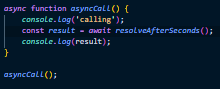 async function asyncCall() {
console.log('calling');
const result = await resolveAfterSeconds();
console.log(result);
}
asyncCall();